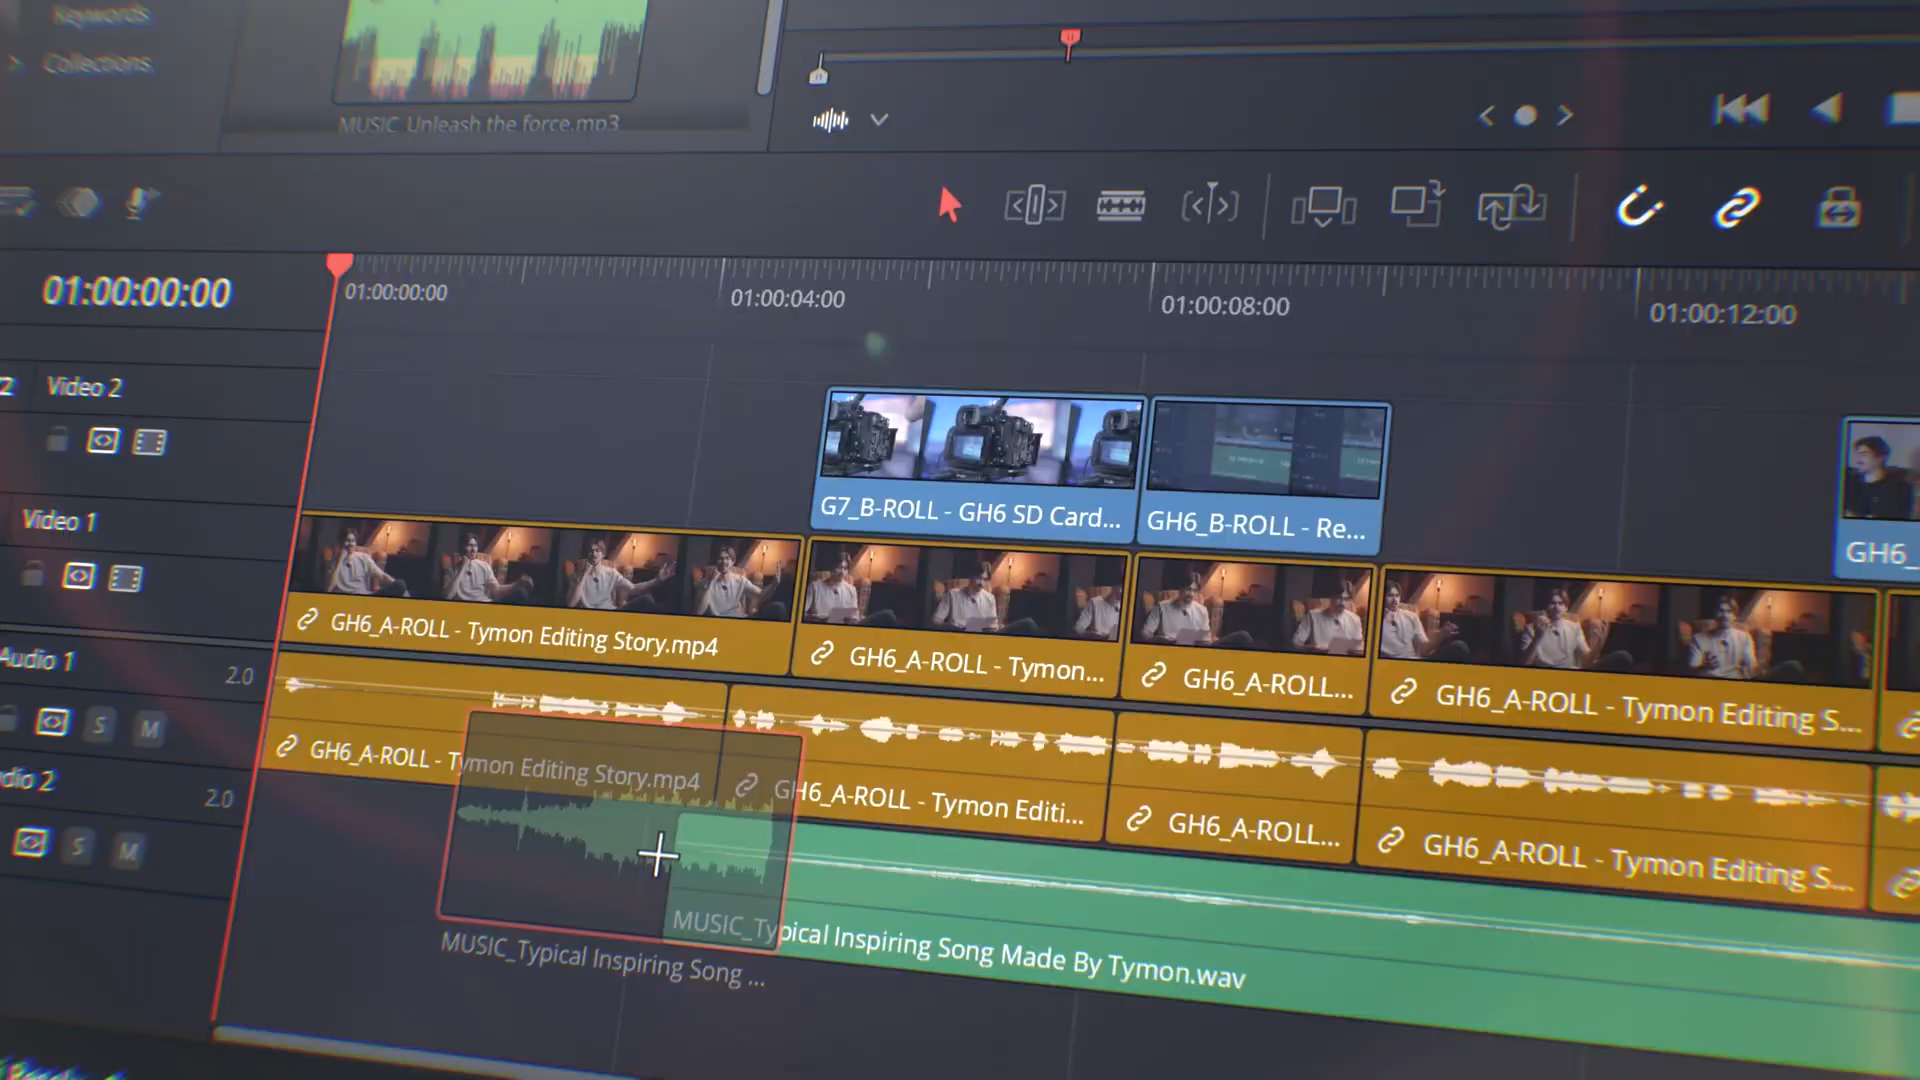 Keywords
Collections
MUSIC_Unleash the force.mp3
01:00:00:00
01:00:00:00
01:00:04:00
01:00:08:00
01:00:12:00
2
Video 2
G7_B-ROLL - GH6 SD Card...
GH6_B-ROLL - Re...
GH6_
Video 1
GH6_A-ROLL - Tymon Editing Story.mp4
GH6_A-ROLL - Tymon...
GH6_A-ROLL...
GH6_A-ROLL - Tymon Editing S...
Audio 1
2.0
S
M
GH6_A-ROLL - Tymon Editing Story.mp4
GH6_A-ROLL - Tymon Editi...
GH6_A-ROLL...
GH6_A-ROLL - Tymon Editing S...
dio 2
2.0
S
M
MUSIC_Typical Inspiring Song Made By Tymon.wav
MUSIC_Typical Inspiring Song ...